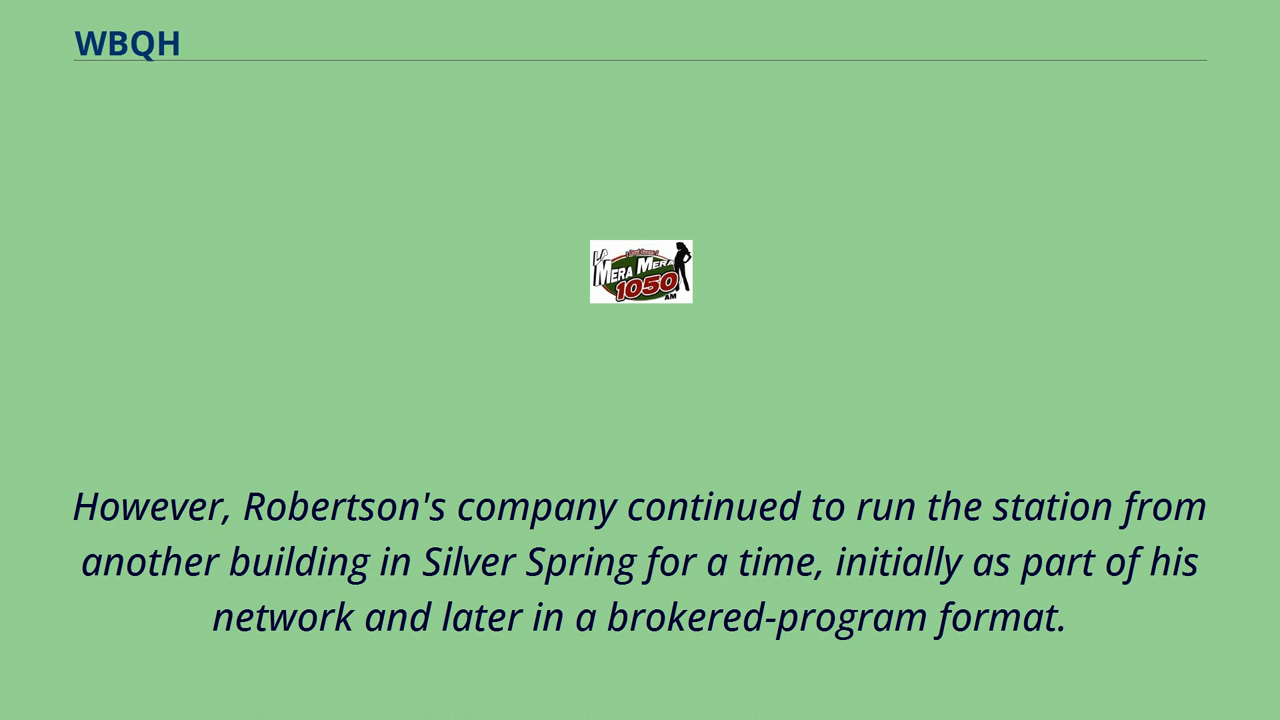 WBQH
LA
MERA MERA
1050
AM
However, Robertson's company continued to run the station from
another building in Silver Spring for a time, initially as part of his
network and later in a brokered-program format.